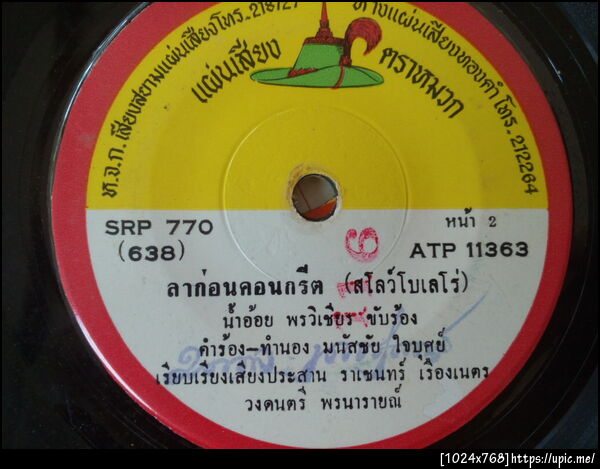 ห.จ.ก. เสียงสยามแผ่นเสียงโทร.
ห้างแผ่นเสียงทองคำ โทร. 212264
แผ่นเสียง ตราหมวก
SRP 770 หน้า 2
(638) ATP 11363
ลาก่อนคอนกรีต (สโลว์โบเลโร่)
น้ำอ้อย พรวิเชียร ขับร้อง
คำร้อง-ทำนอง มนัสชัย ใจบุศย์
เรียบเรียงเสียงประสาน ราเชนทร์ เรืองเนตร
วงดนตรี พรนารายณ์
[1024x768]https://upic.me/